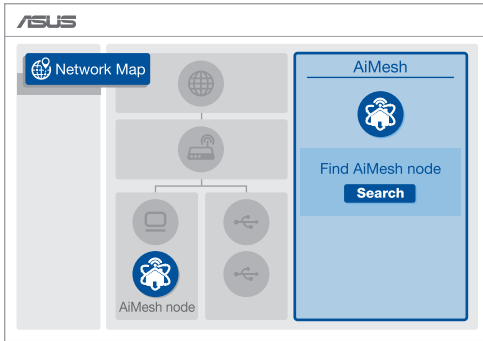 ASUS
Network Map
AiMesh
Find AiMesh node
Search
AiMesh node